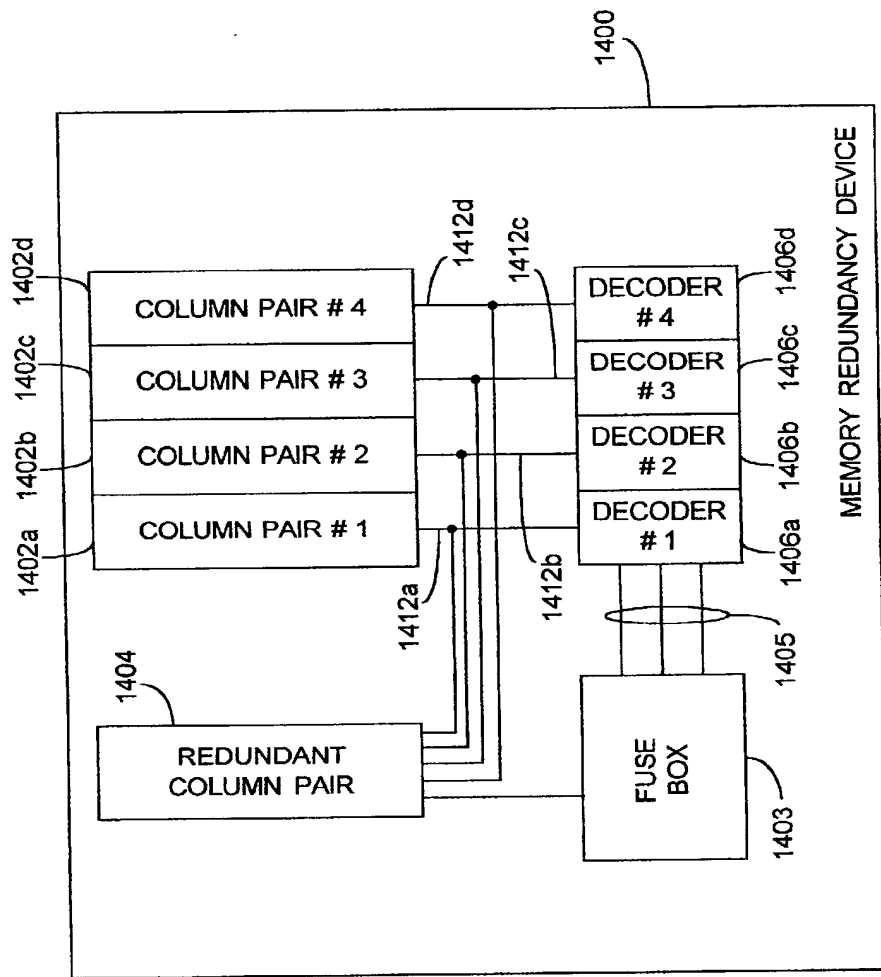 1400
1402a
1402b
1402c
1402d
COLUMN PAIR # 4
COLUMN PAIR # 3
COLUMN PAIR # 2
COLUMN PAIR # 1
1404
REDUNDANT
COLUMN PAIR
1412a
1412b
1412c
1412d
DECODER
# 4
DECODER
# 3
DECODER
# 2
DECODER
# 1
1406a
1406b
1406c
1406d
FUSE
BOX
1403
1405
MEMORY REDUNDANCY DEVICE